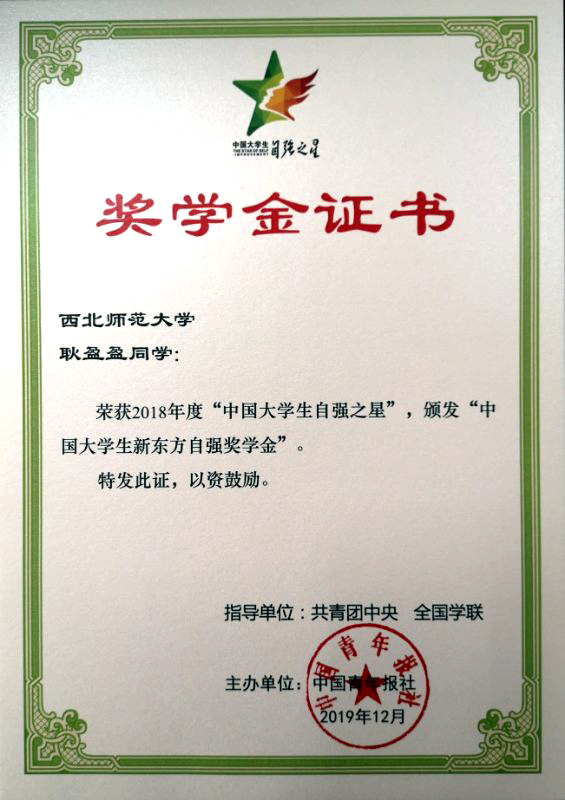 中国大学生
THE STAR OF SELF
-IMPROVEMENT
自强之星
奖学金证书
西北师范大学
耿盈盈同学：
荣获2018年度“中国大学生自强之星”，颁发“中
国大学生新东方自强奖学金”。
特发此证，以资鼓励。
指导单位：共青团中央 全国学联
主办单位：中国青年报社
2019年12月
中国青年报社